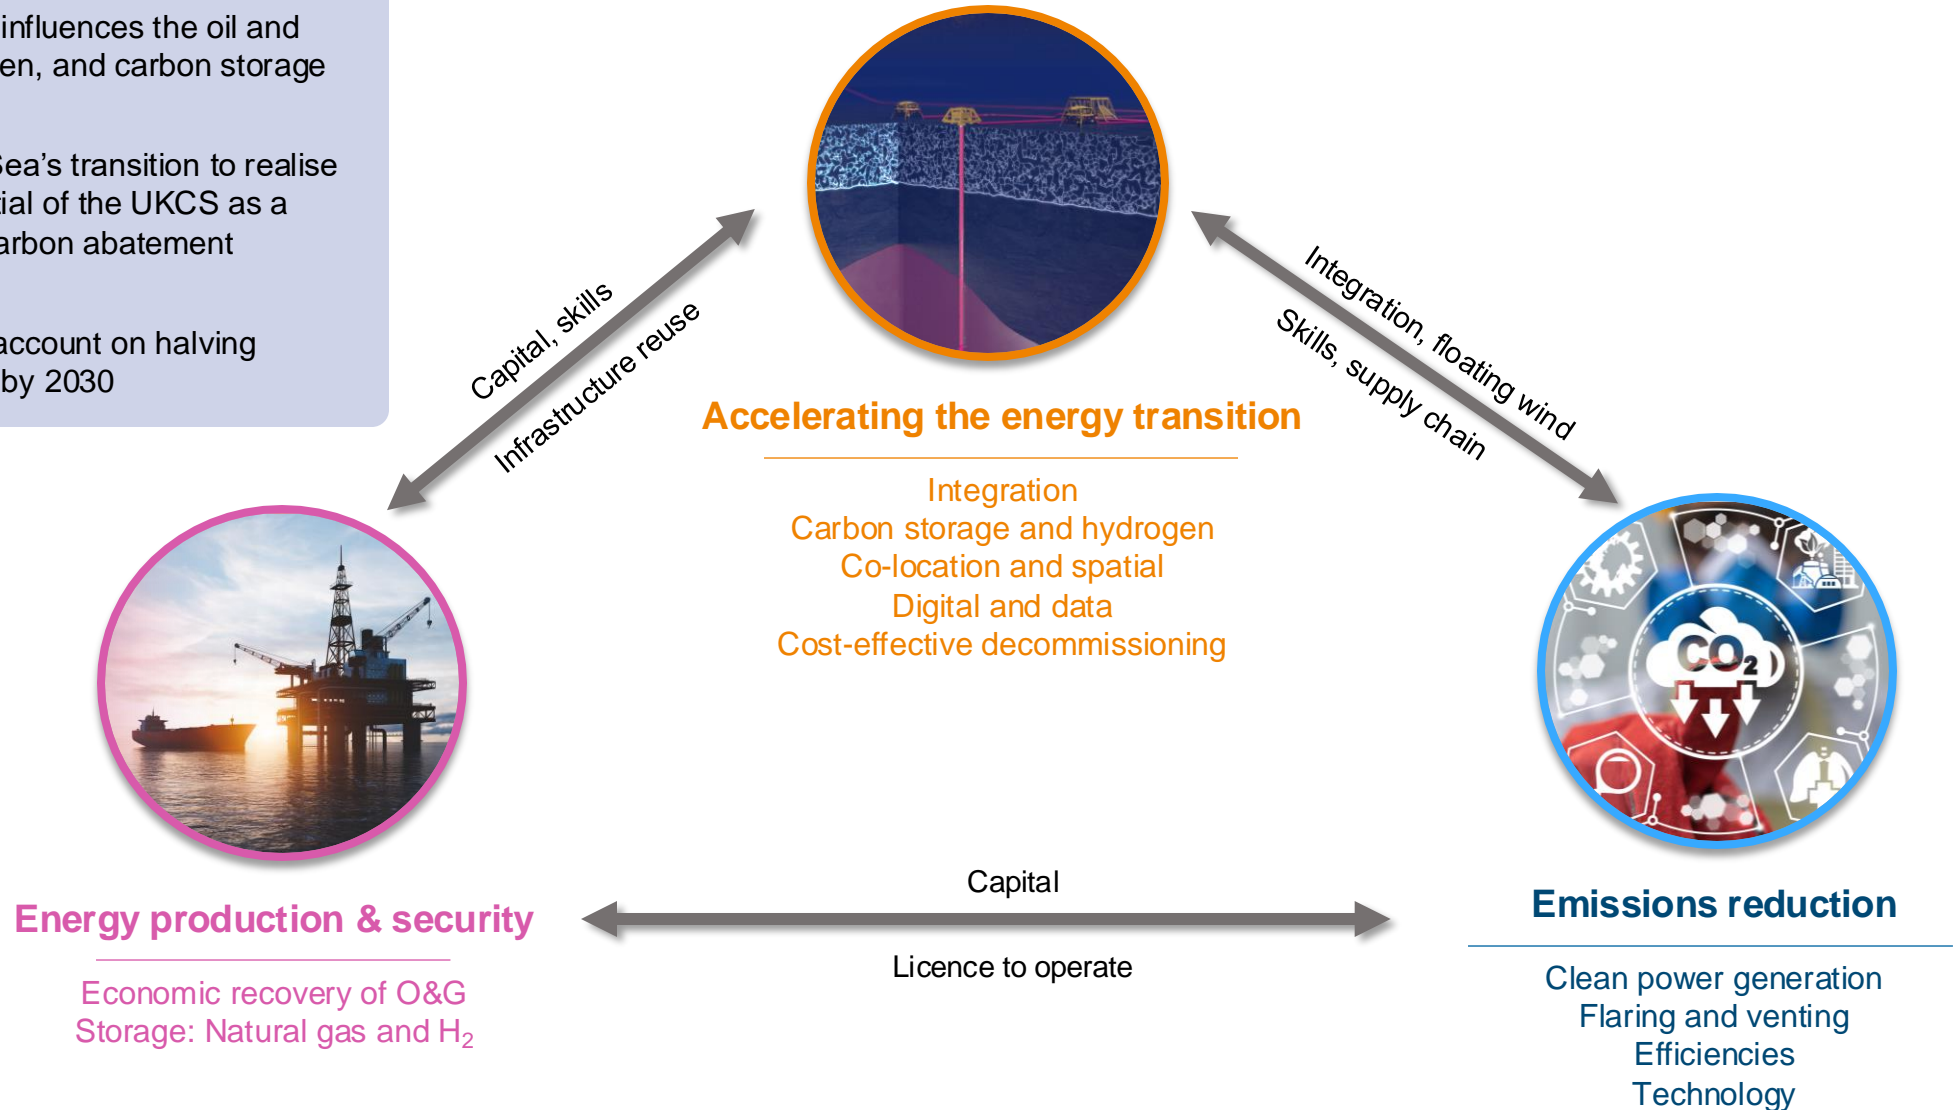 influences the oil and
en, and carbon storage
Sea’s transition to realise
tial of the UKCS as a
arbon abatement
account on halving
by 2030
Capital, skills
Infrastructure reuse
Integration, floating wind
Skills, supply chain
Accelerating the energy transition
Integration
Carbon storage and hydrogen
Co-location and spatial
Digital and data
Cost-effective decommissioning
CO₂
Energy production & security
Economic recovery of O&G
Storage: Natural gas and H₂
Capital
Licence to operate
Emissions reduction
Clean power generation
Flaring and venting
Efficiencies
Technology